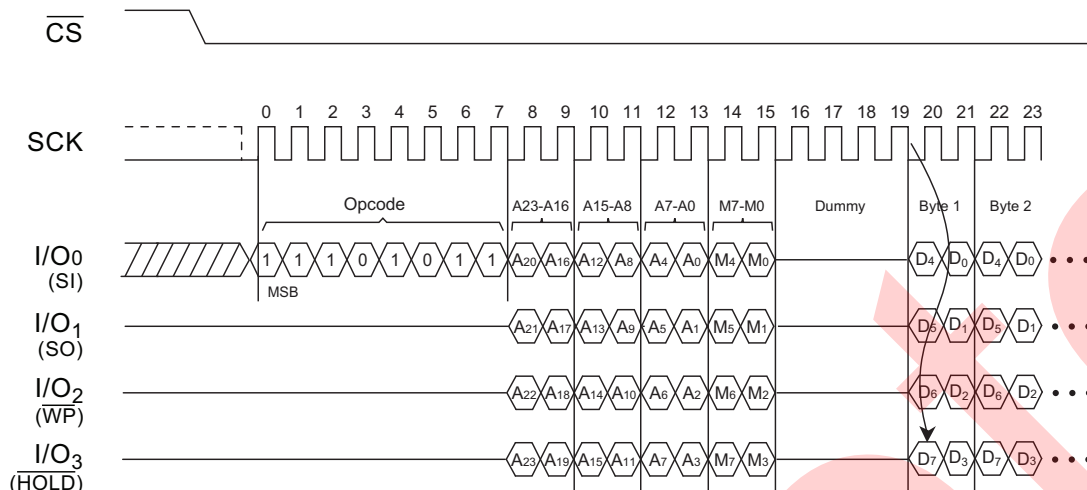 CS
0 1 2 3 4 5 6 7 8 9 10 11 12 13 14 15 16 17 18 19 20 21 22 23
SCK
Opcode A23-A16 A15-A8 A7-A0 M7-M0 Dummy Byte 1 Byte 2
I/O0 1 1 1 0 1 0 1 1 A20 A16 A12 A8 A4 A0 M4 M0 D4 D0 D4 D0
(SI)
MSB
I/O1 A21 A17 A13 A9 A5 A1 M5 M1 D5 D1 D5 D1
(SO)
I/O2 A22 A18 A14 A10 A6 A2 M6 M2 D6 D2 D6 D2
(WP)
I/O3 A23 A19 A15 A11 A7 A3 M7 M3 D7 D3 D7 D3
(HOLD)